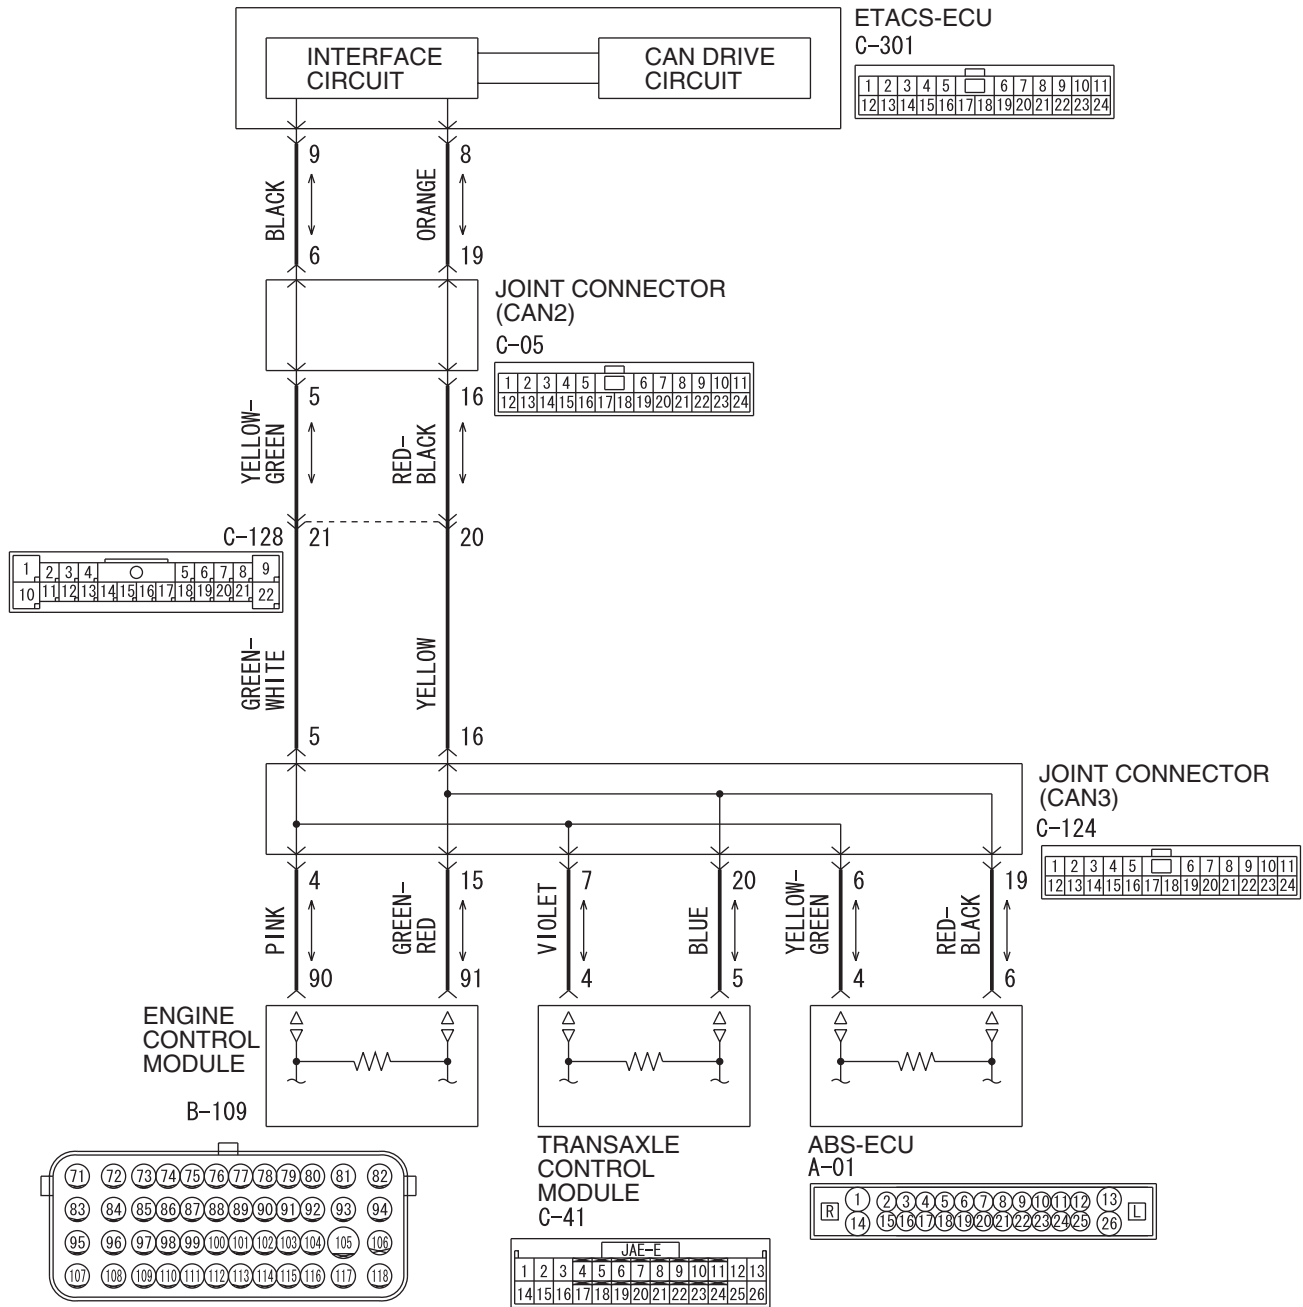 ETACS-ECU
C-301
INTERFACE
CIRCUIT
CAN DRIVE
CIRCUIT
1 2 3 4 5 6 7 8 9 10 11
12 13 14 15 16 17 18 19 20 21 22 23 24
9 8
BLACK
ORANGE
6 19
JOINT CONNECTOR
(CAN2)
C-05
1 2 3 4 5 6 7 8 9 10 11
12 13 14 15 16 17 18 19 20 21 22 23 24
5 16
YELLOW-
GREEN
RED-
BLACK
C-128 21 20
1 2 3 4 5 6 7 8 9
10 11 12 13 14 15 16 17 18 19 20 21 22
GREEN-
WHITE
YELLOW
5 16
JOINT CONNECTOR
(CAN3)
C-124
1 2 3 4 5 6 7 8 9 10 11
12 13 14 15 16 17 18 19 20 21 22 23 24
4 15 7 20 6 19
PINK
GREEN-
RED
VIOLET
BLUE
YELLOW-
GREEN
RED-
BLACK
90 91 4 5 4 6
ENGINE
CONTROL
MODULE
B-109
71 72 73 74 75 76 77 78 79 80 81 82
83 84 85 86 87 88 89 90 91 92 93 94
95 96 97 98 99 100 101 102 103 104 105 106
107 108 109 110 111 112 113 114 115 116 117 118
TRANSAXLE
CONTROL
MODULE
C-41
JAE-E
1 2 3 4 5 6 7 8 9 10 11 12 13
14 15 16 17 18 19 20 21 22 23 24 25 26
ABS-ECU
A-01
R 1 2 3 4 5 6 7 8 9 10 11 12 13 L
14 15 16 17 18 19 20 21 22 23 24 25 26